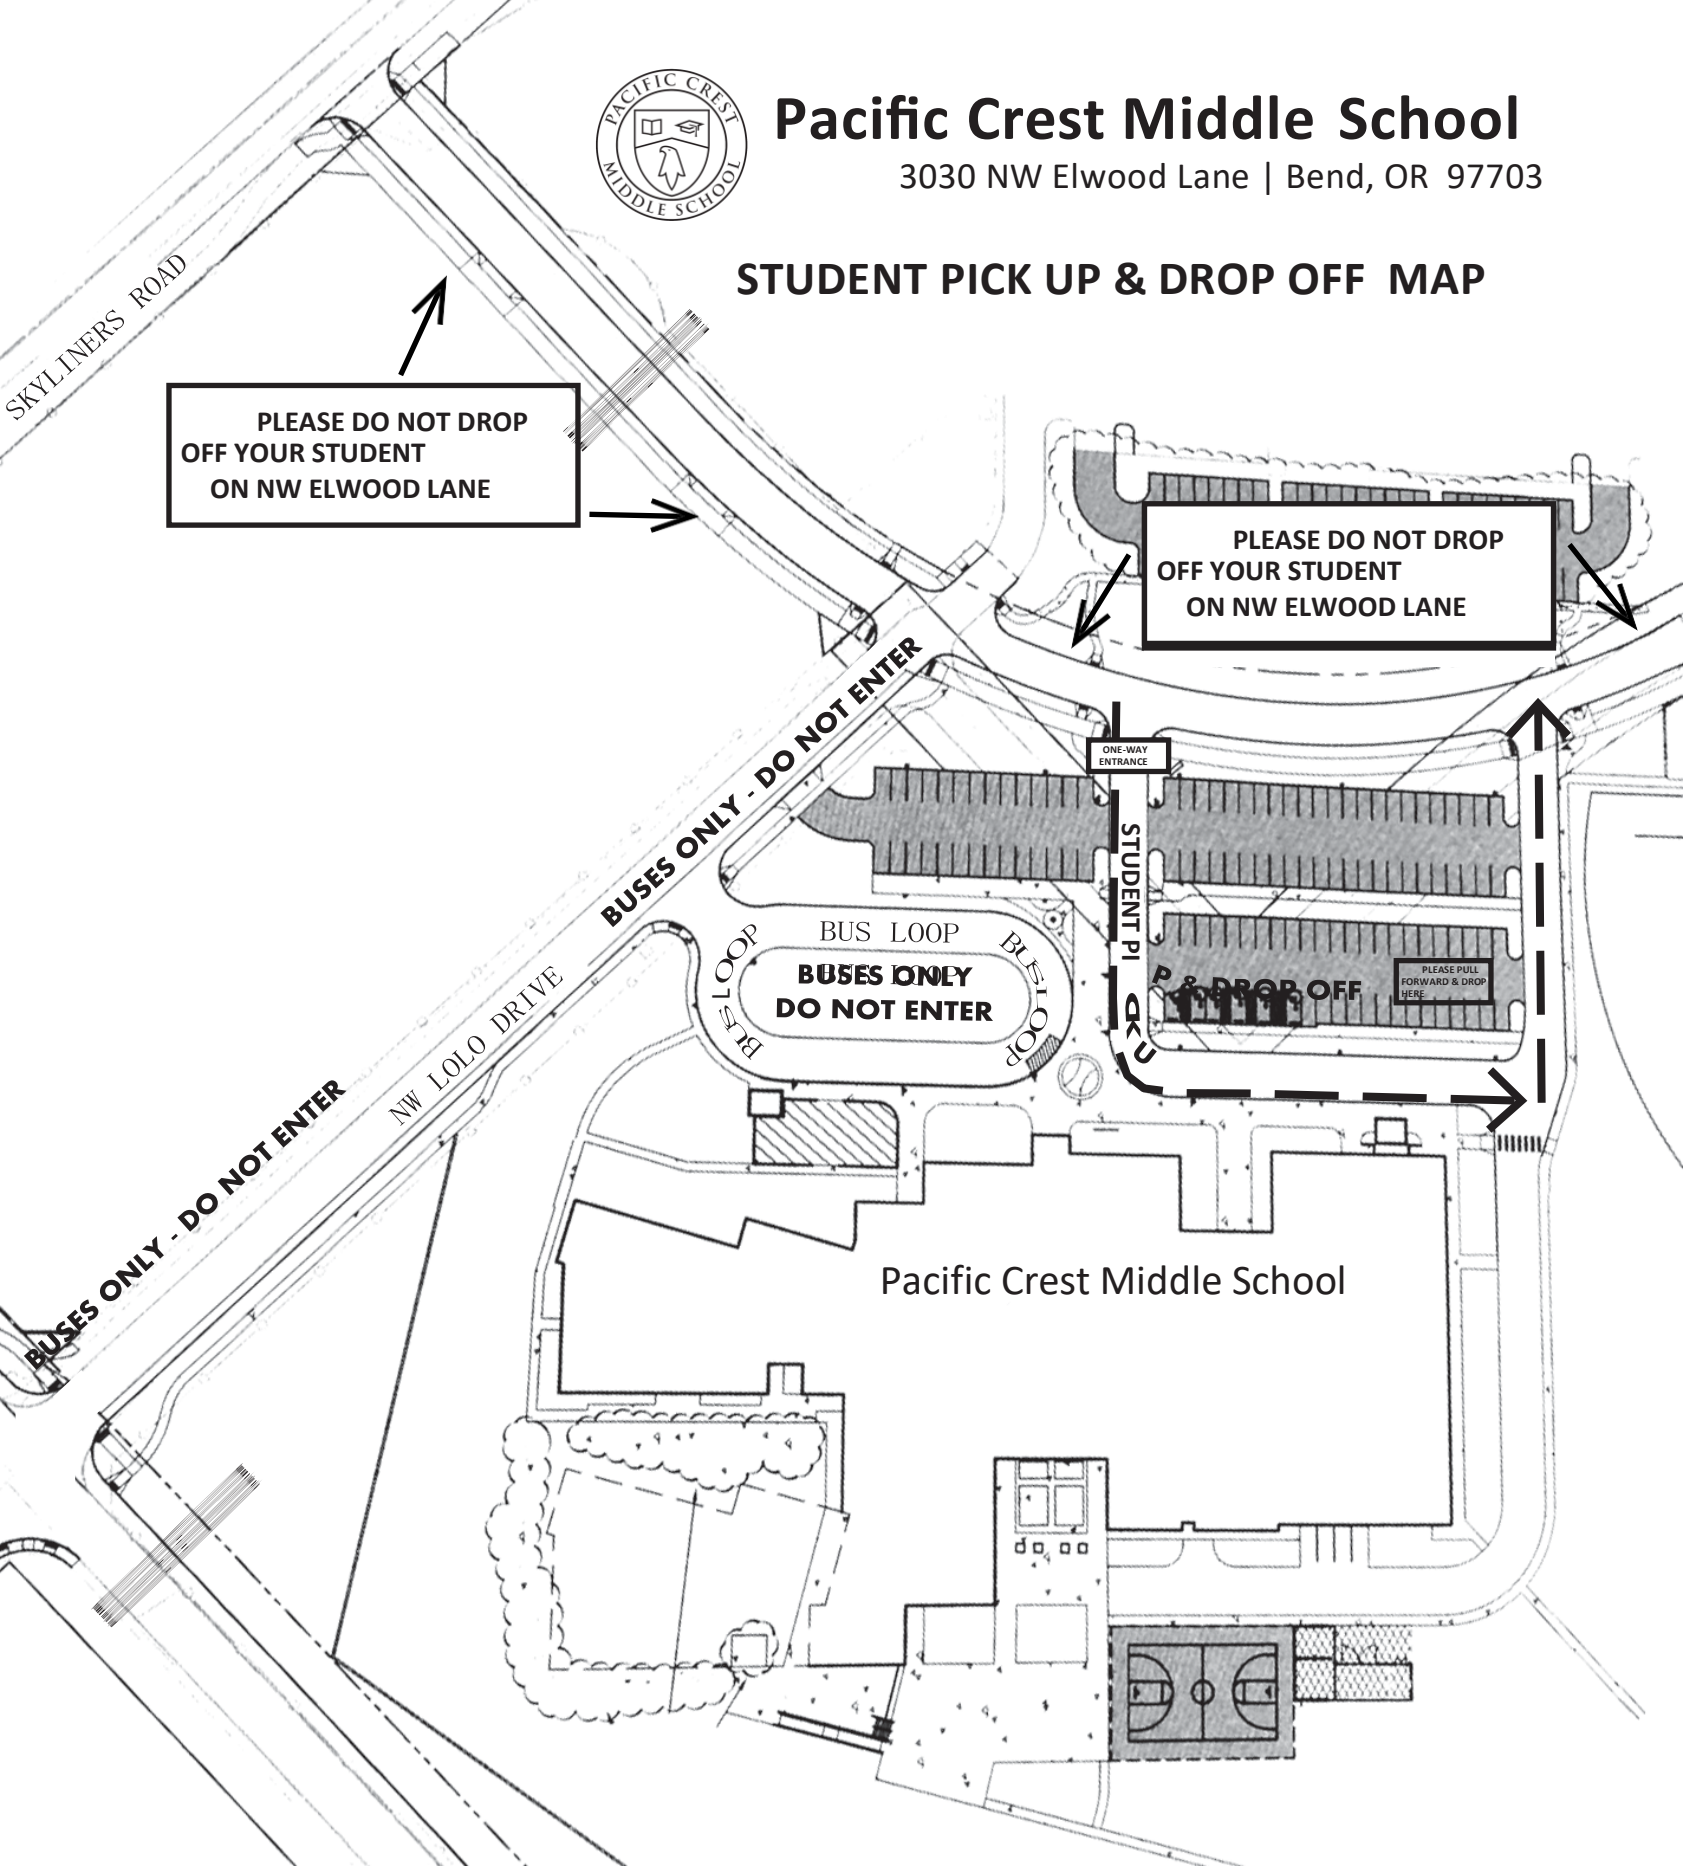 PACIFIC CREST
MIDDLE SCHOOL
Pacific Crest Middle School
3030 NW Elwood Lane | Bend, OR 97703
STUDENT PICK UP & DROP OFF MAP
SKYLINERS ROAD
PLEASE DO NOT DROP
OFF YOUR STUDENT
ON NW ELWOOD LANE
PLEASE DO NOT DROP
OFF YOUR STUDENT
ON NW ELWOOD LANE
BUSES ONLY - DO NOT ENTER
ONE-WAY
ENTRANCE
STUDENT PI
CKU
P & DROP OFF
PLEASE PULL
FORWARD & DROP
HERE
BUS LOOP
BUS LOOP
BUS LOOP
BUS LOOP
BUSES ONLY
DO NOT ENTER
NW LOLO DRIVE
BUSES ONLY - DO NOT ENTER
Pacific Crest Middle School